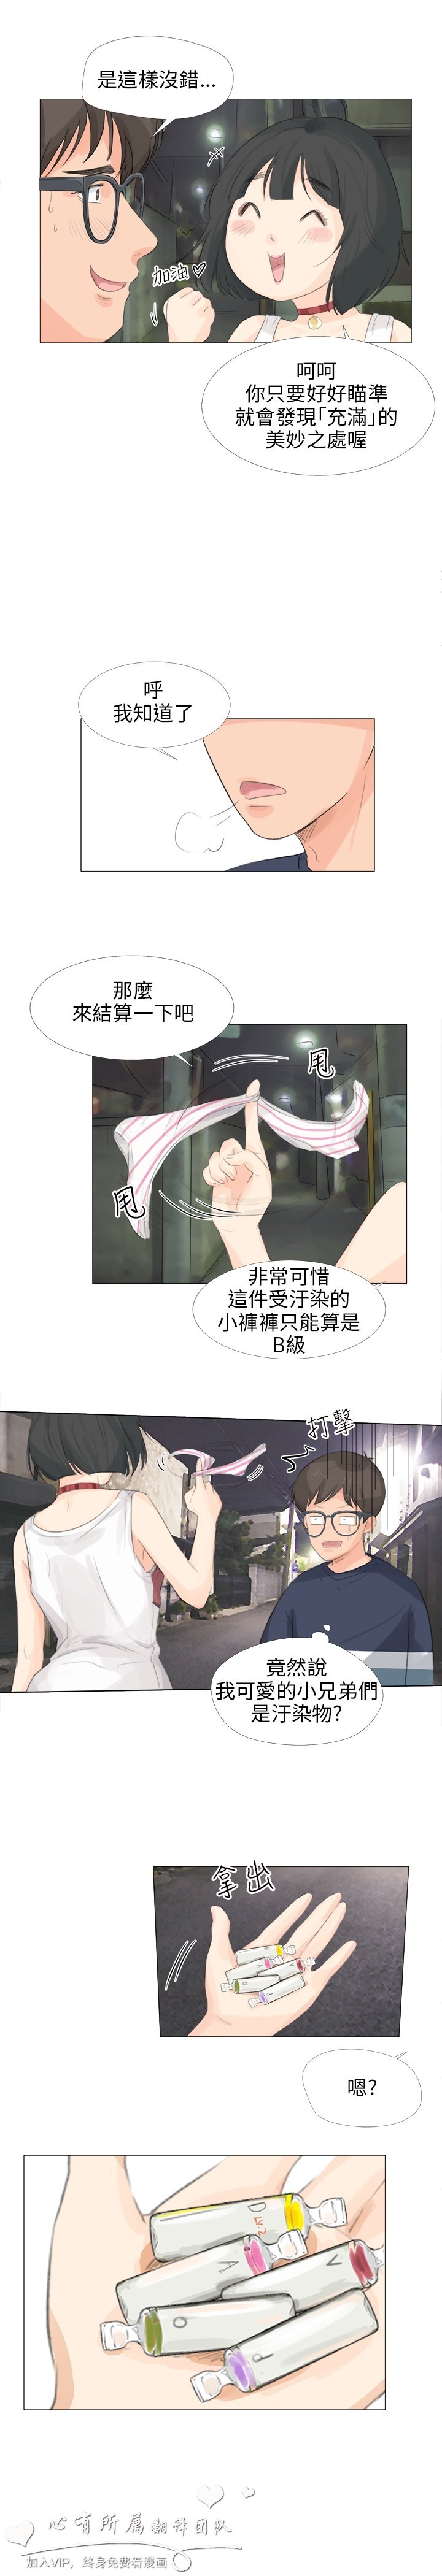 是這樣沒錯...
加油♡
呵呵
你只要好好瞄準
就會發現「充滿」的
美妙之處喔
呼
我知道了
那麼
來結算一下吧
甩
甩
非常可惜
這件受汙染的
小褲褲只能算是
B級
打擊
竟然說
我可愛的小兄弟們
是汙染物?
拿出
嗯?
D LV.2
A
V
O
P
心有所属翻译团队
加入VIP，终身免费看漫画